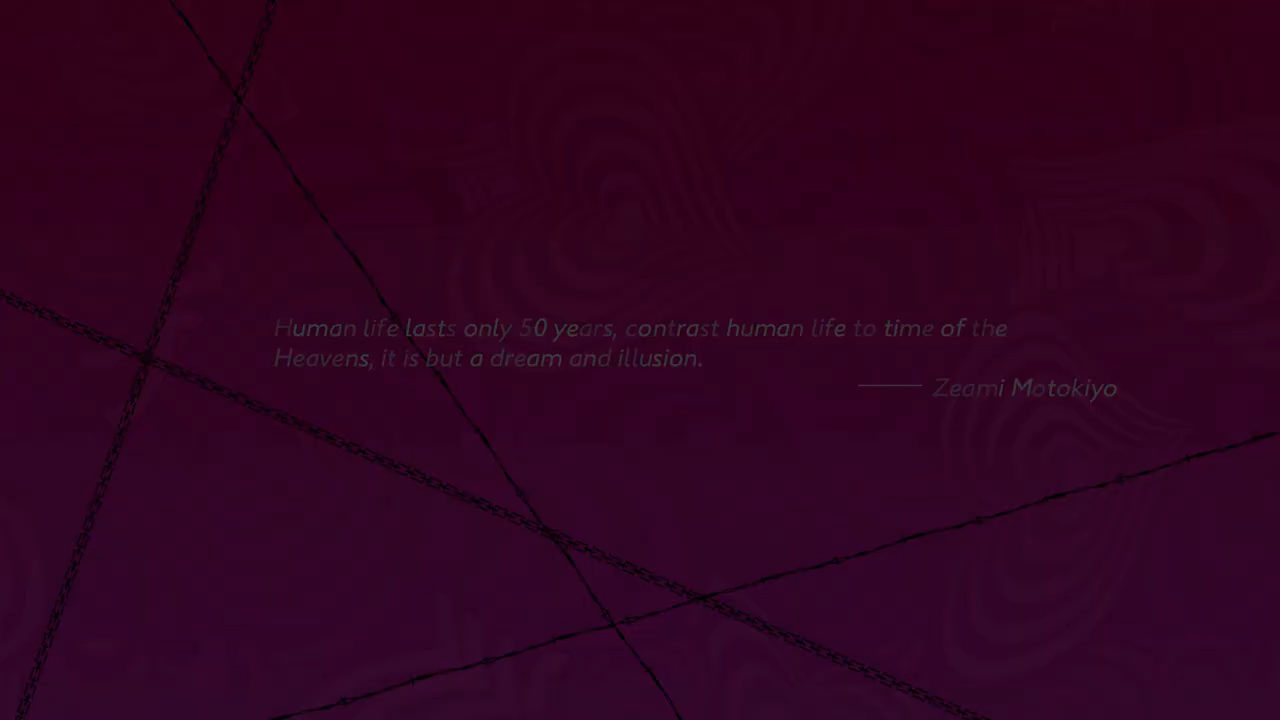 Human life lasts only 50 years, contrast human life to time of the
Heavens, it is but a dream and illusion.
—— Zeami Motokiyo